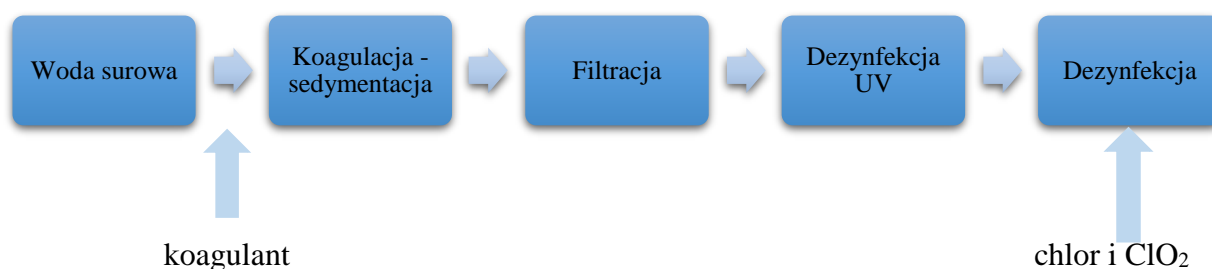 Woda surowa
Koagulacja -
sedymentacja
Filtracja
Dezynfekcja
UV
Dezynfekcja
koagulant
chlor i ClO₂